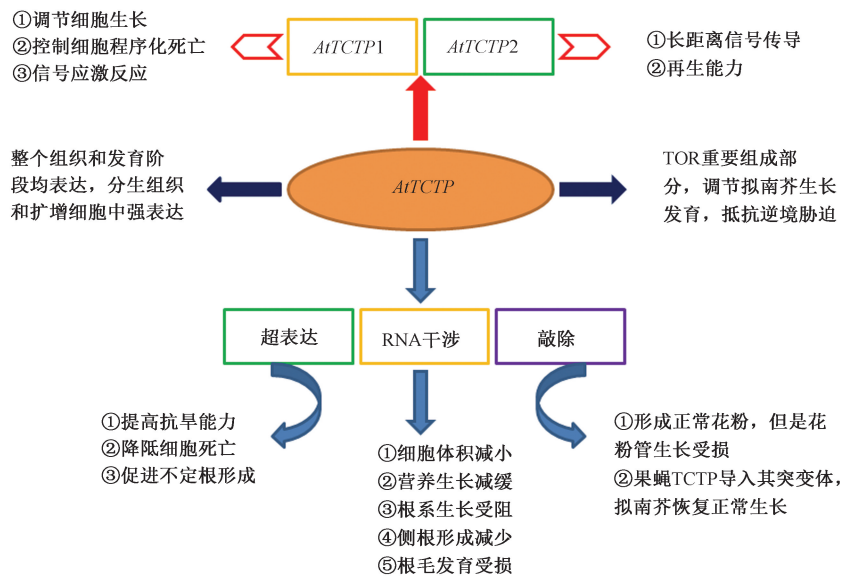 ①调节细胞生长
②控制细胞程序化死亡
③信号应激反应
AtTCTP1
AtTCTP2
①长距离信号传导
②再生能力
整个组织和发育阶
段均表达，分生组织
和扩增细胞中强表达
AtTCTP
TOR重要组成部
分，调节拟南芥生长
发育，抵抗逆境胁迫
超表达
RNA干涉
敲除
①提高抗旱能力
②降低细胞死亡
③促进不定根形成
①细胞体积减小
②营养生长减缓
③根系生长受阻
④侧根形成减少
⑤根毛发育受损
①形成正常花粉，但是花
粉管生长受损
②果蝇TCTP导入其突变体，
拟南芥恢复正常生长